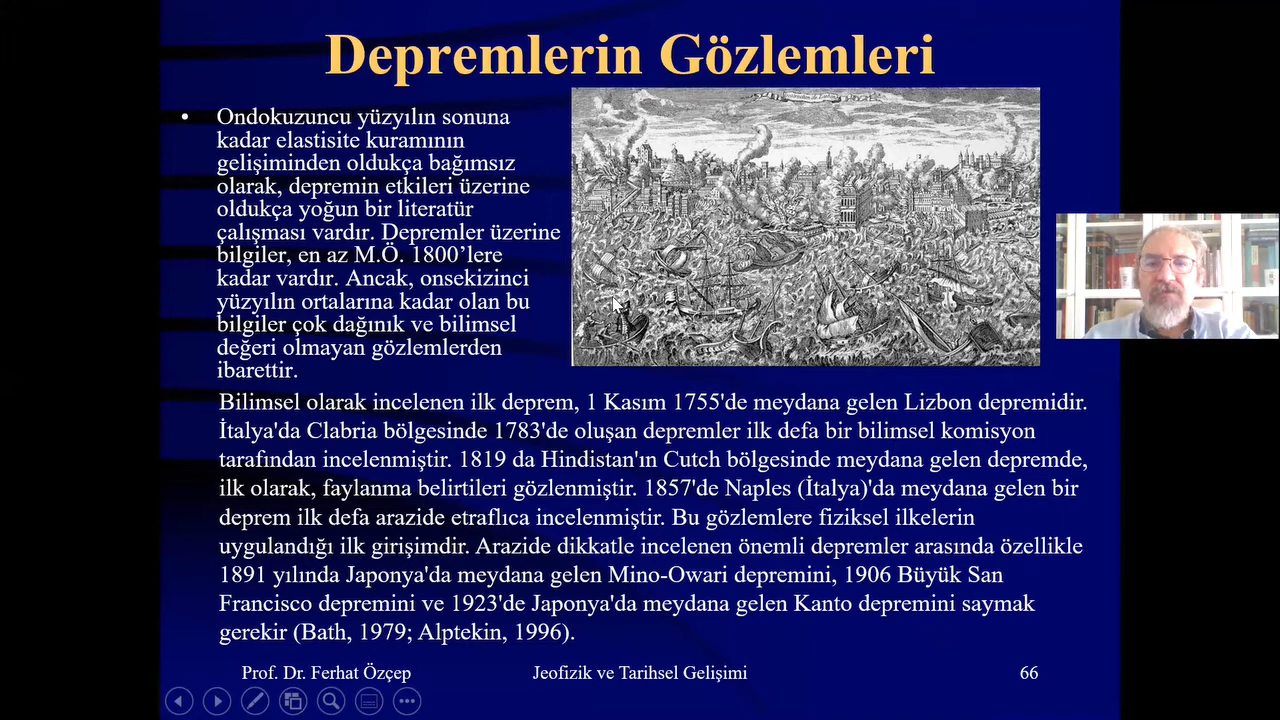 Depremlerin Gözlemleri
• Ondokuzuncu yüzyılın sonuna
kadar elastisite kuramının
gelişiminden oldukça bağımsız
olarak, depremin etkileri üzerine
oldukça yoğun bir literatür
çalışması vardır. Depremler üzerine
bilgiler, en az M.Ö. 1800’lere
kadar vardır. Ancak, onsekizinci
yüzyılın ortalarına kadar olan bu
bilgiler çok dağınık ve bilimsel
değeri olmayan gözlemlerden
ibarettir.
Bilimsel olarak incelenen ilk deprem, 1 Kasım 1755'de meydana gelen Lizbon depremidir.
İtalya'da Clabria bölgesinde 1783'de oluşan depremler ilk defa bir bilimsel komisyon
tarafından incelenmiştir. 1819 da Hindistan'ın Cutch bölgesinde meydana gelen depremde,
ilk olarak, faylanma belirtileri gözlenmiştir. 1857'de Naples (İtalya)'da meydana gelen bir
deprem ilk defa arazide etraflıca incelenmiştir. Bu gözlemlere fiziksel ilkelerin
uygulandığı ilk girişimdir. Arazide dikkatle incelenen önemli depremler arasında özellikle
1891 yılında Japonya'da meydana gelen Mino-Owari depremini, 1906 Büyük San
Francisco depremini ve 1923'de Japonya'da meydana gelen Kanto depremini saymak
gerekir (Bath, 1979; Alptekin, 1996).
Prof. Dr. Ferhat Özçep Jeofizik ve Tarihsel Gelişimi 66